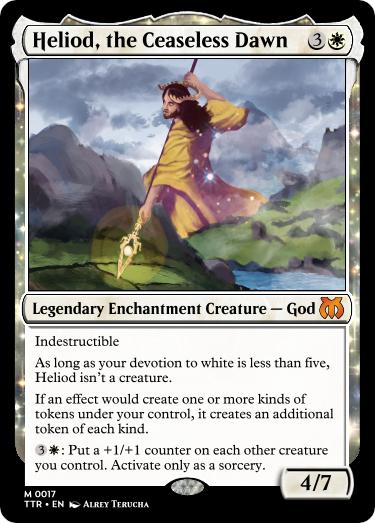 Heliod, the Ceaseless Dawn 3
Legendary Enchantment Creature — God
Indestructible
As long as your devotion to white is less than five,
Heliod isn't a creature.
If an effect would create one or more kinds of
tokens under your control, it creates an additional
token of each kind.
3 : Put a +1/+1 counter on each other creature
you control. Activate only as a sorcery.
4/7
M 0017
TTR • EN ALREY TERUCHA